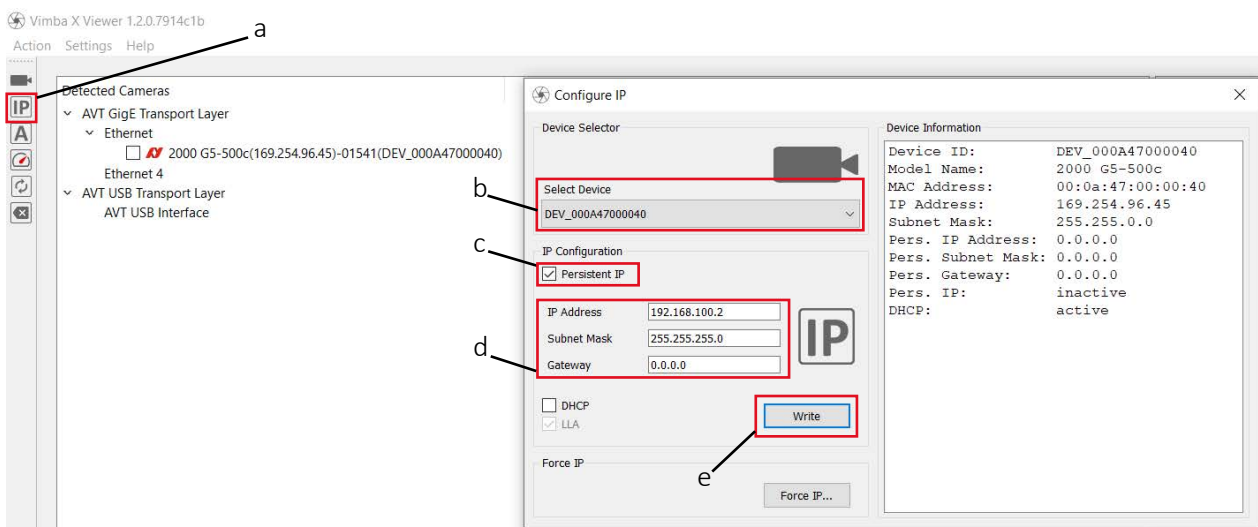 Vimba X Viewer 1.2.0.7914c1b
a
Action Settings Help
IP
A
Detected Cameras
AVT GigE Transport Layer
Ethernet
2000 G5-500c(169.254.96.45)-01541(DEV_000A47000040)
Ethernet 4
AVT USB Transport Layer
AVT USB Interface
Configure IP
Device Selector
b
Select Device
DEV_000A47000040
c
IP Configuration
Persistent IP
d
IP Address 192.168.100.2
Subnet Mask 255.255.255.0
Gateway 0.0.0.0
IP
DHCP
LLA
Write
e
Force IP
Force IP...
Device Information
Device ID: DEV_000A47000040
Model Name: 2000 G5-500c
MAC Address: 00:0a:47:00:00:40
IP Address: 169.254.96.45
Subnet Mask: 255.255.0.0
Pers. IP Address: 0.0.0.0
Pers. Subnet Mask: 0.0.0.0
Pers. Gateway: 0.0.0.0
Pers. IP: inactive
DHCP: active